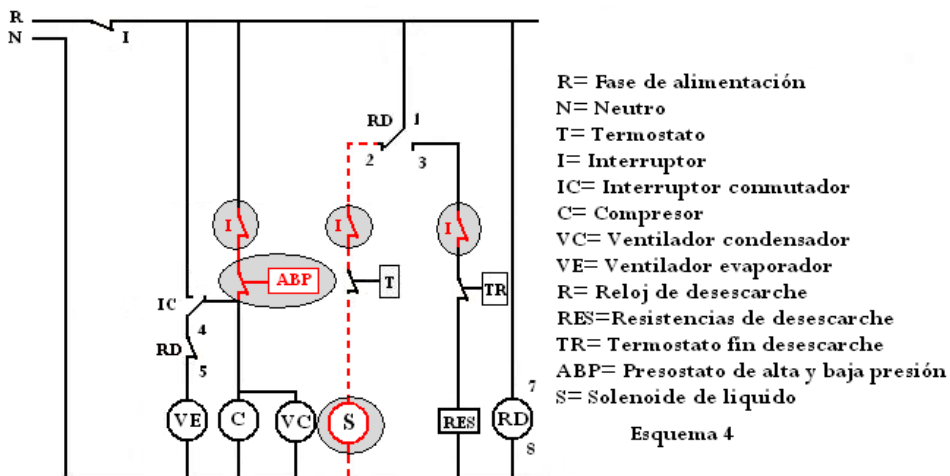 R
N
I
RD
1
2
3
I
I
I
ABP
T
TR
IC
4
RD
5
VE
C
VC
S
RES
RD
7
8
R= Fase de alimentación
N= Neutro
T= Termostato
I= Interruptor
IC= Interruptor conmutador
C= Compresor
VC= Ventilador condensador
VE= Ventilador evaporador
R= Reloj de desescarche
RES=Resistencias de desescarche
TR= Termostato fin desescarche
ABP= Presostato de alta y baja presión
S= Solenoide de liquido
Esquema 4